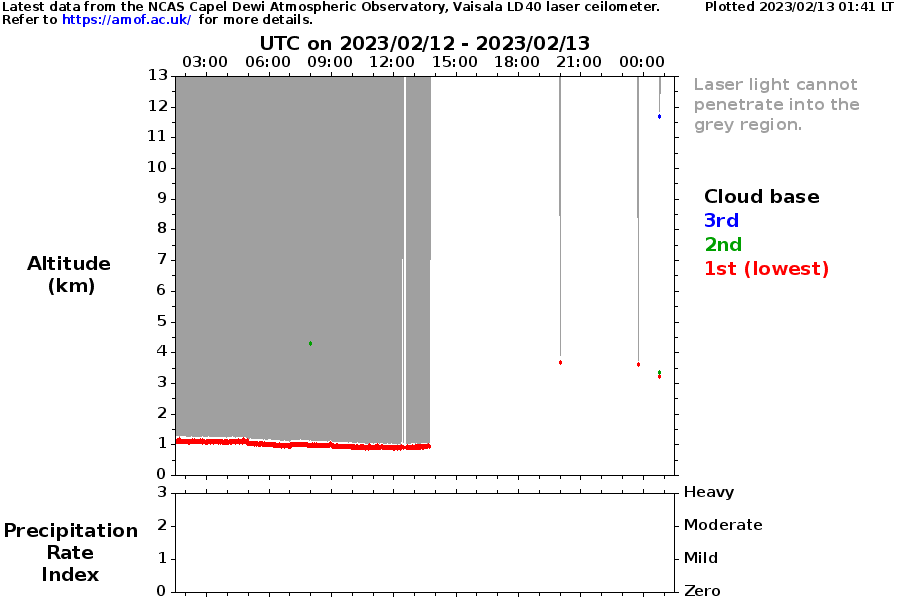 Latest data from the NCAS Capel Dewi Atmospheric Observatory, Vaisala LD40 laser ceilometer. Plotted 2023/02/13 01:41 LT
Refer to https://amof.ac.uk/ for more details.
UTC on 2023/02/12 - 2023/02/13
03:00 06:00 09:00 12:00 15:00 18:00 21:00 00:00
13
12
11
10
9
8
7
6
5
4
3
2
1
0
Altitude
(km)
Laser light cannot
penetrate into the
grey region.
Cloud base
3rd
2nd
1st (lowest)
3 Heavy
2 Moderate
1 Mild
0 Zero
Precipitation
Rate
Index